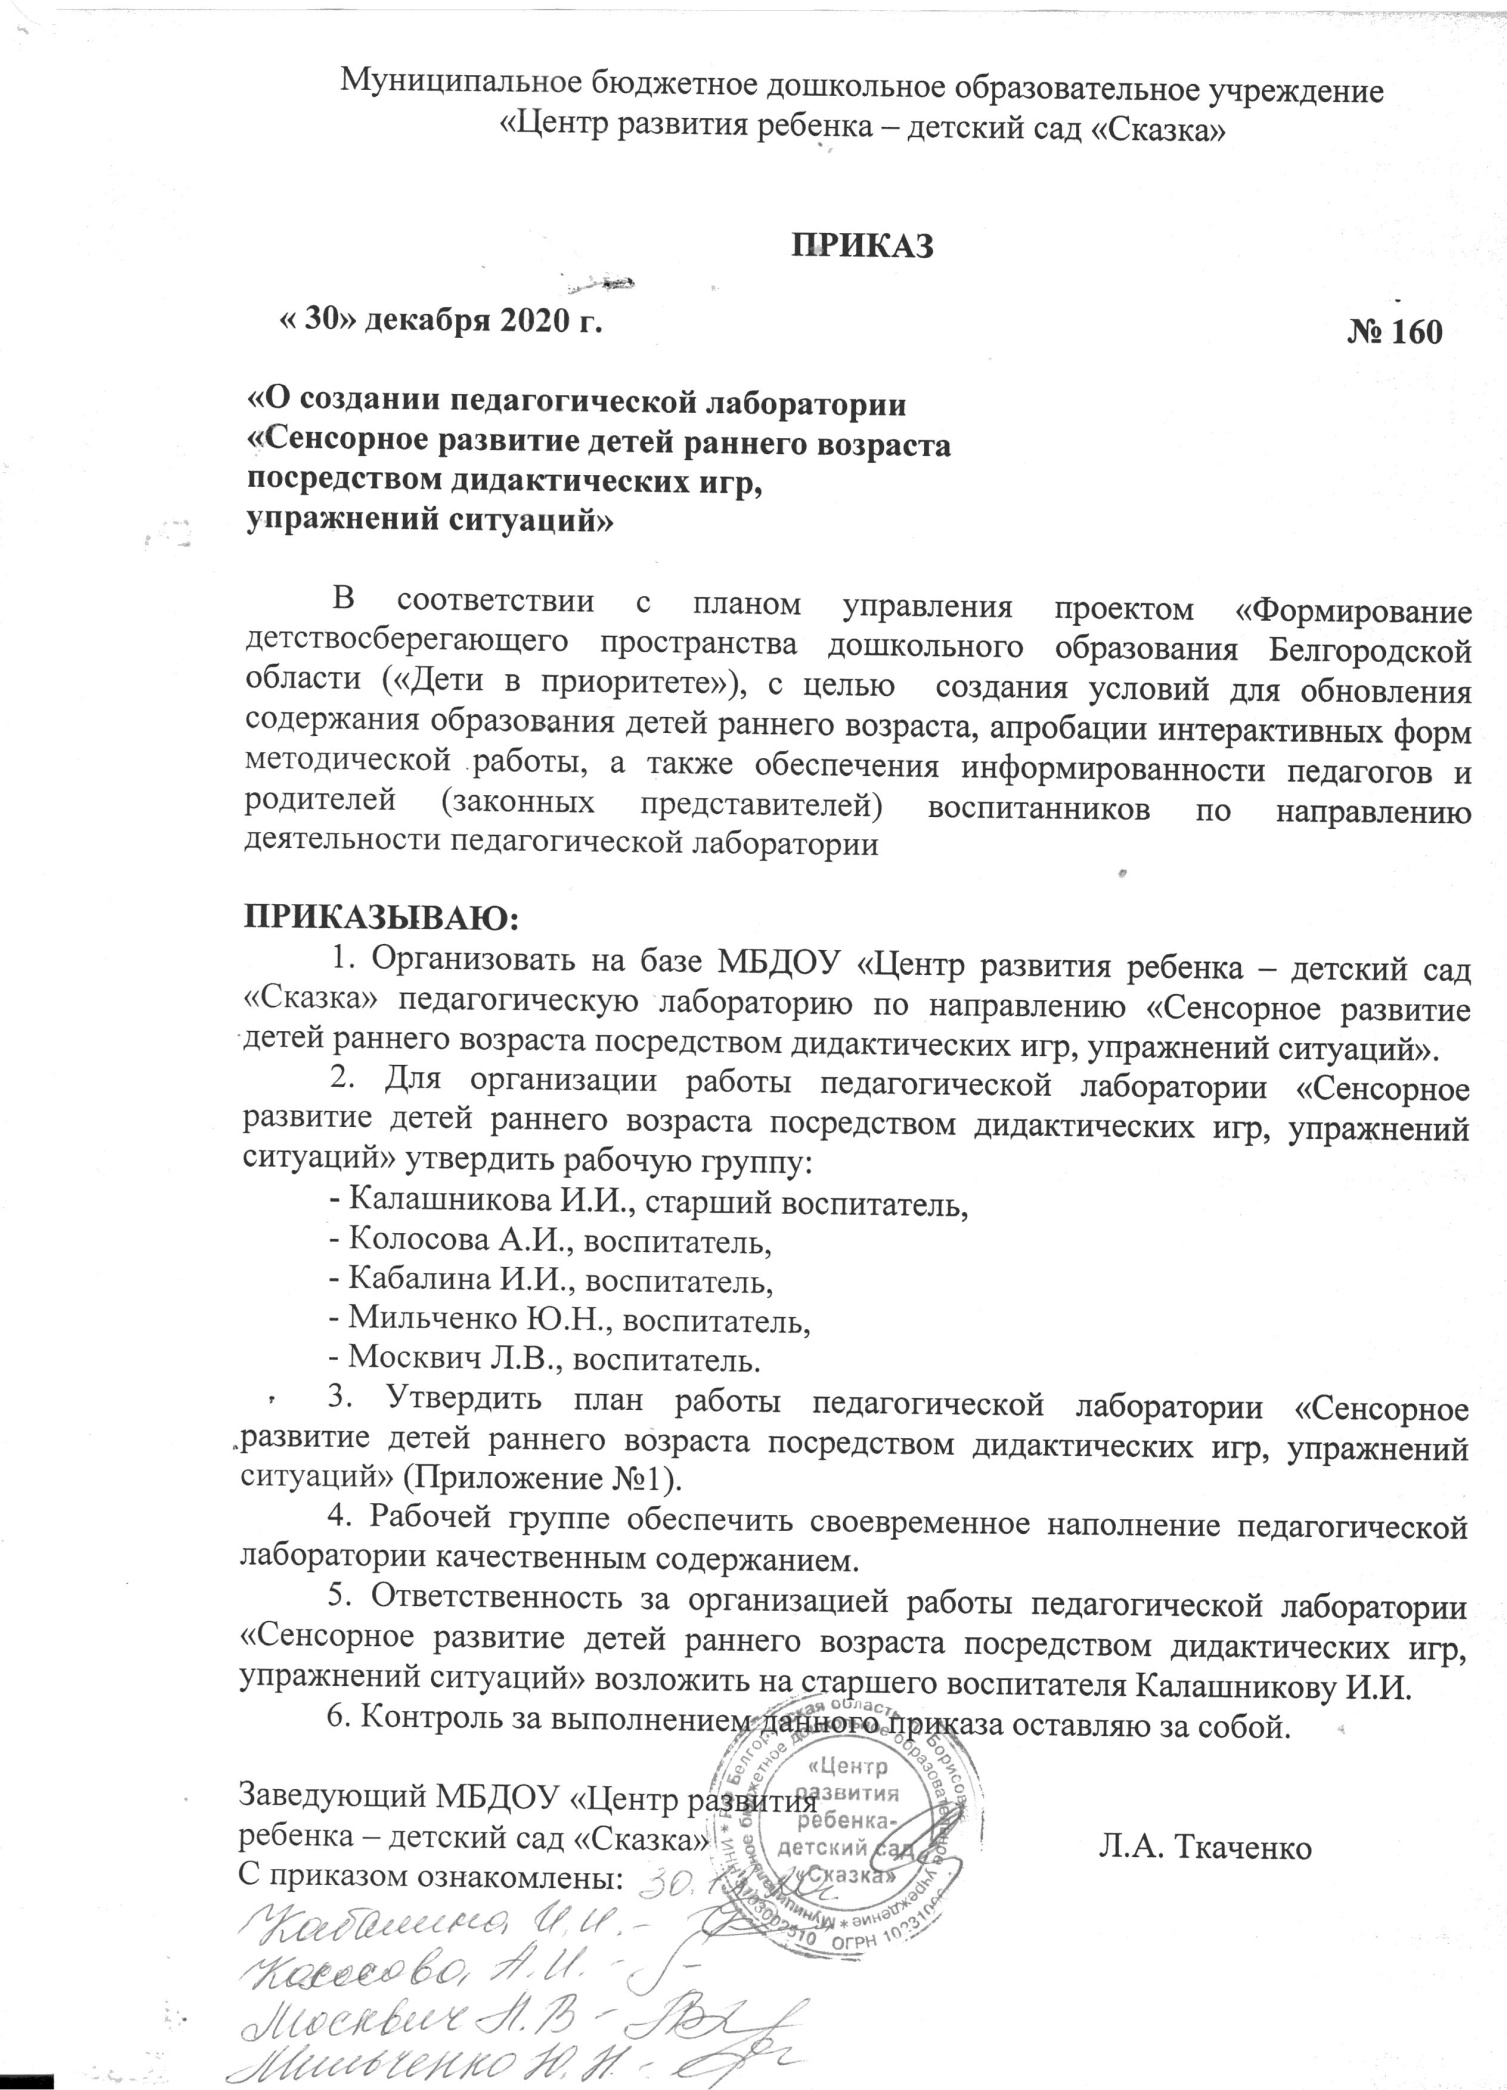 Муниципальное бюджетное дошкольное образовательное учреждение
«Центр развития ребенка – детский сад «Сказка»
ПРИКАЗ
« 30» декабря 2020 г.
№ 160
«О создании педагогической лаборатории
«Сенсорное развитие детей раннего возраста
посредством дидактических игр,
упражнений ситуаций»
В соответствии с планом управления проектом «Формирование
детствосберегающего пространства дошкольного образования Белгородской
области («Дети в приоритете»), с целью создания условий для обновления
содержания образования детей раннего возраста, апробации интерактивных форм
методической работы, а также обеспечения информированности педагогов и
родителей (законных представителей) воспитанников по направлению
деятельности педагогической лаборатории
ПРИКАЗЫВАЮ:
1. Организовать на базе МБДОУ «Центр развития ребенка – детский сад
«Сказка» педагогическую лабораторию по направлению «Сенсорное развитие
детей раннего возраста посредством дидактических игр, упражнений ситуаций».
2. Для организации работы педагогической лаборатории «Сенсорное
развитие детей раннего возраста посредством дидактических игр, упражнений
ситуаций» утвердить рабочую группу:
- Калашникова И.И., старший воспитатель,
- Колосова А.И., воспитатель,
- Кабалина И.И., воспитатель,
- Мильченко Ю.Н., воспитатель,
- Москвич Л.В., воспитатель.
3. Утвердить план работы педагогической лаборатории «Сенсорное
развитие детей раннего возраста посредством дидактических игр, упражнений
ситуаций» (Приложение №1).
4. Рабочей группе обеспечить своевременное наполнение педагогической
лаборатории качественным содержанием.
5. Ответственность за организацией работы педагогической лаборатории
«Сенсорное развитие детей раннего возраста посредством дидактических игр,
упражнений ситуаций» возложить на старшего воспитателя Калашникову И.И.
6. Контроль за выполнением данного приказа оставляю за собой.
Заведующий МБДОУ «Центр развития
ребенка – детский сад «Сказка»
Л.А. Ткаченко
С приказом ознакомлены: 30.
Кабалина И.И. -
Колосова А.И. -
Москвич Л.В -
Мильченко Ю.Н. -
«Центр
развития
ребенка-
детский сад
«Сказка»
бюджетное дошкольное образовательное учреждение * Муниципальное
область
ОГРН